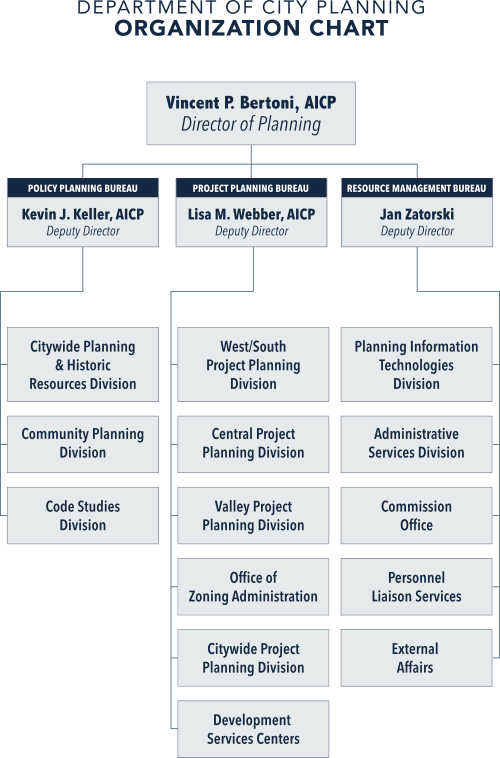 DEPARTMENT OF CITY PLANNING
ORGANIZATION CHART
Vincent P. Bertoni, AICP
Director of Planning
POLICY PLANNING BUREAU
Kevin J. Keller, AICP
Deputy Director
PROJECT PLANNING BUREAU
Lisa M. Webber, AICP
Deputy Director
RESOURCE MANAGEMENT BUREAU
Jan Zatorski
Deputy Director
Citywide Planning
& Historic
Resources Division
Community Planning
Division
Code Studies
Division
West/South
Project Planning
Division
Central Project
Planning Division
Valley Project
Planning Division
Office of
Zoning Administration
Citywide Project
Planning Division
Development
Services Centers
Planning Information
Technologies
Division
Administrative
Services Division
Commission
Office
Personnel
Liaison Services
External
Affairs